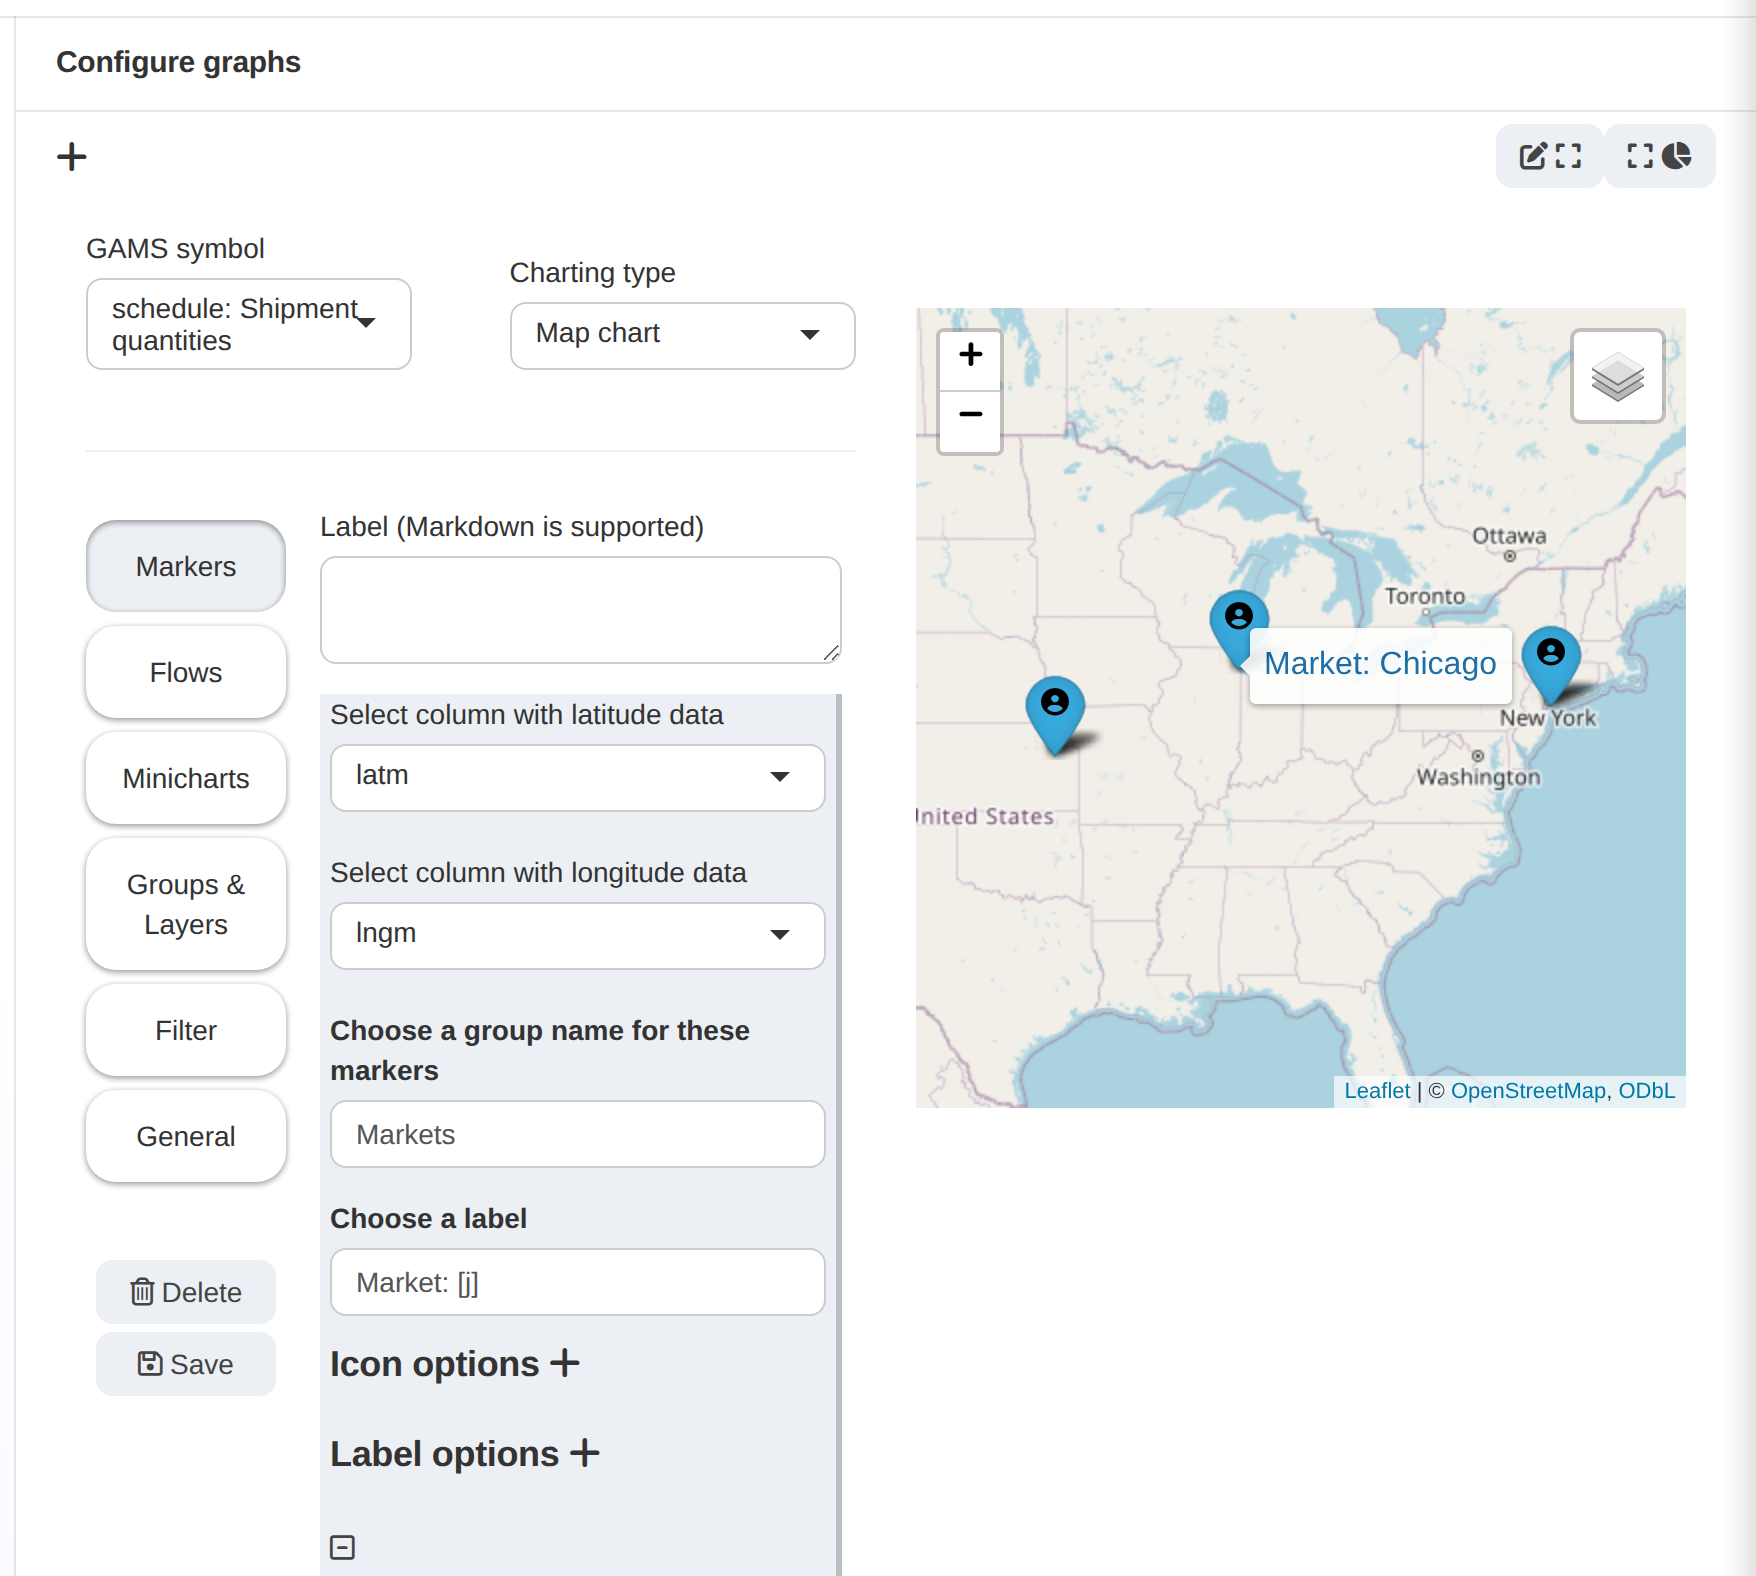 Configure graphs
GAMS symbol
schedule: Shipment
quantities
Charting type
Map chart
Markers
Flows
Minicharts
Groups &
Layers
Filter
General
Delete
Save
Label (Markdown is supported)
Select column with latitude data
latm
Select column with longitude data
lngm
Choose a group name for these
markers
Markets
Choose a label
Market: [j]
Icon options
Label options
+
−
Ottawa
Toronto
Market: Chicago
New York
Washington
United States
Leaflet | © OpenStreetMap, ODbL